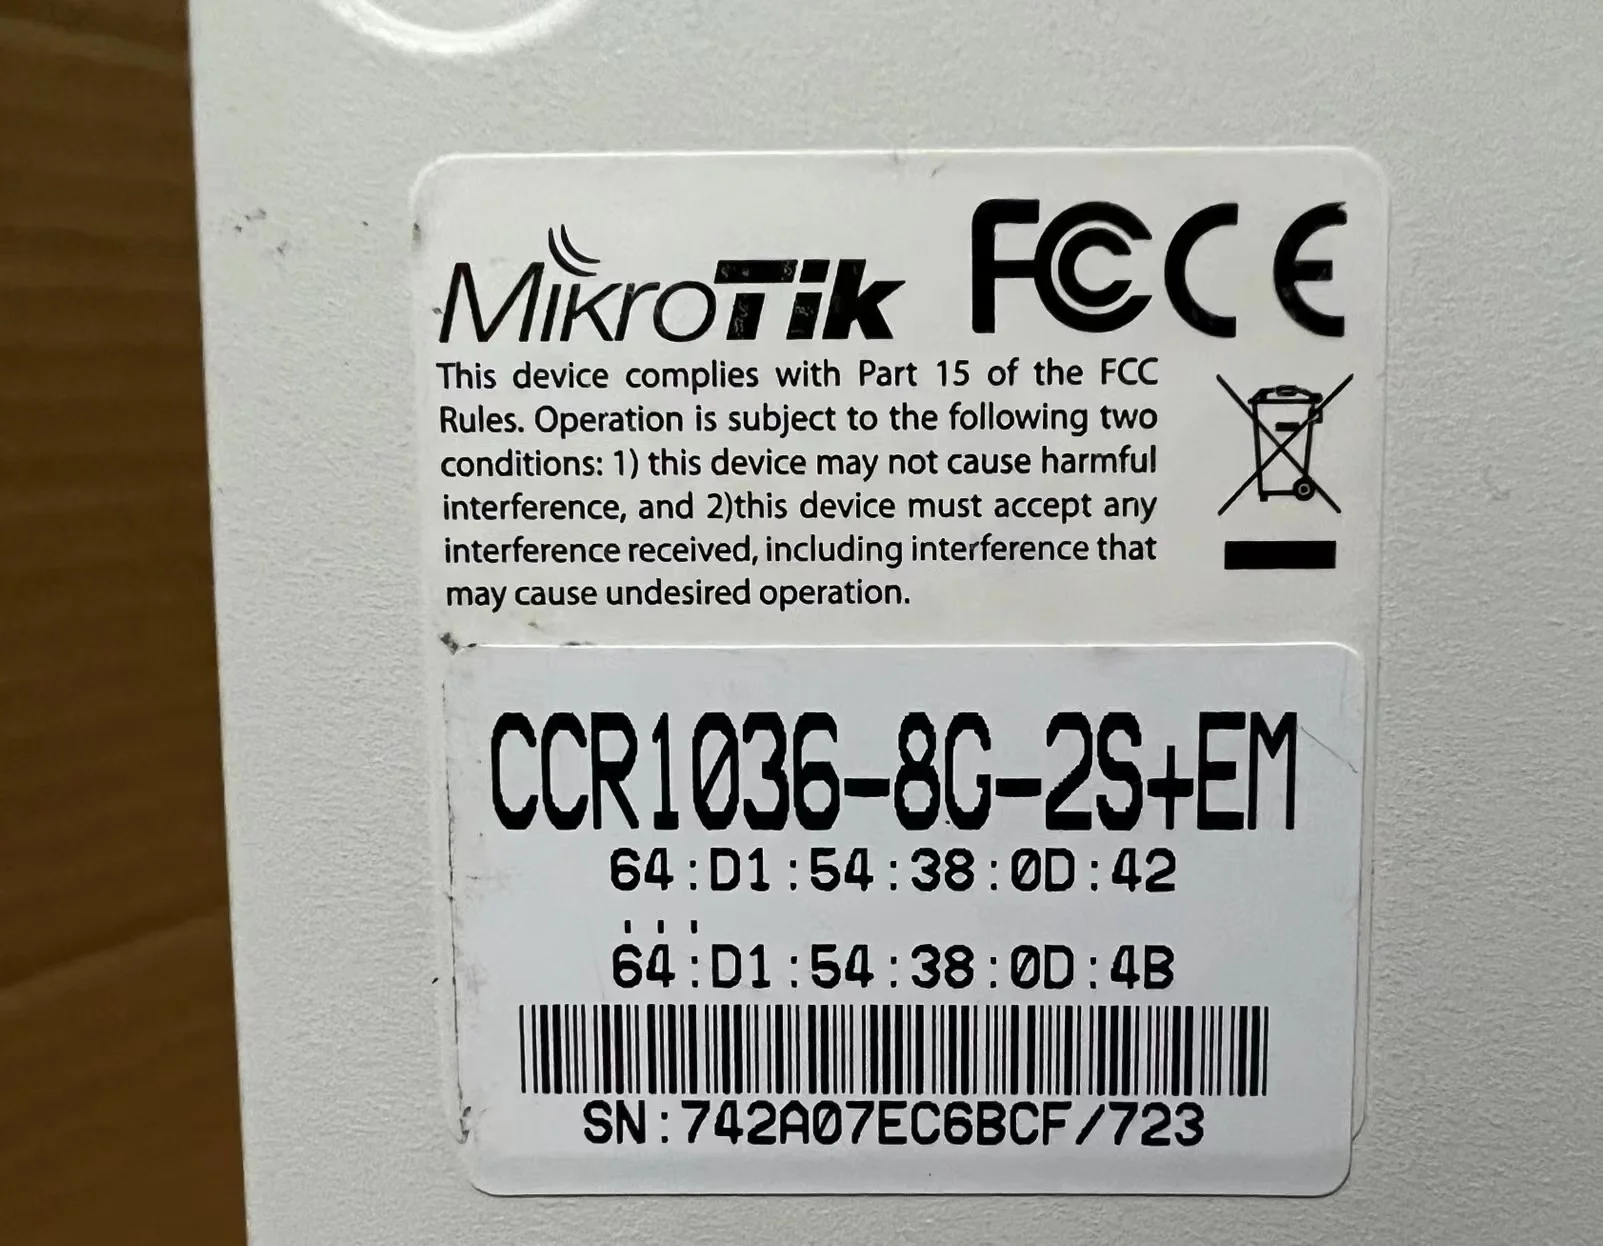 MikroTik FCC CE
This device complies with Part 15 of the FCC
Rules. Operation is subject to the following two
conditions: 1) this device may not cause harmful
interference, and 2)this device must accept any
interference received, including interference that
may cause undesired operation.
CCR1036-8G-2S+EM
64:D1:54:38:0D:42
...
64:D1:54:38:0D:4B
SN:742A07EC6BCF/723